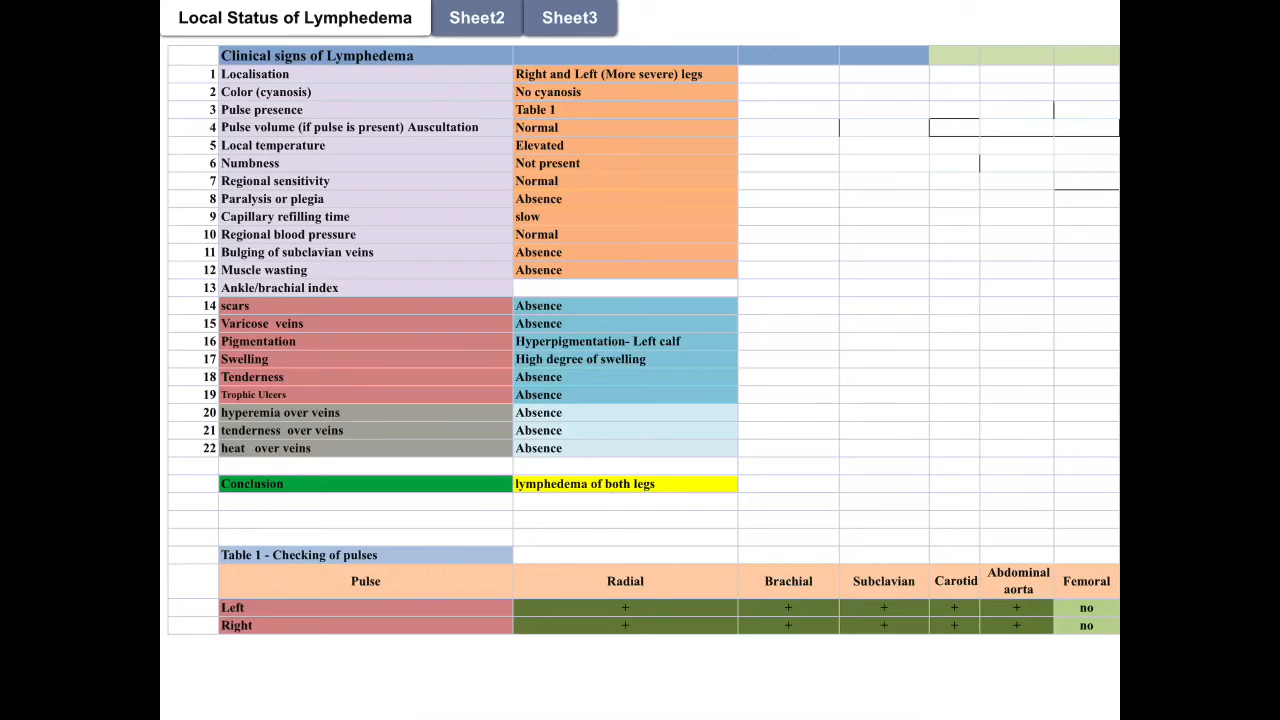 Local Status of Lymphedema Sheet2 Sheet3
Clinical signs of Lymphedema
1 Localisation Right and Left (More severe) legs
2 Color (cyanosis) No cyanosis
3 Pulse presence Table 1
4 Pulse volume (if pulse is present) Auscultation Normal
5 Local temperature Elevated
6 Numbness Not present
7 Regional sensitivity Normal
8 Paralysis or plegia Absence
9 Capillary refilling time slow
10 Regional blood pressure Normal
11 Bulging of subclavian veins Absence
12 Muscle wasting Absence
13 Ankle/brachial index
14 scars Absence
15 Varicose veins Absence
16 Pigmentation Hyperpigmentation- Left calf
17 Swelling High degree of swelling
18 Tenderness Absence
19 Trophic Ulcers Absence
20 hyperemia over veins Absence
21 tenderness over veins Absence
22 heat over veins Absence
Conclusion lymphedema of both legs
Table 1 - Checking of pulses
Pulse Radial Brachial Subclavian Carotid Abdominal aorta Femoral
Left + + + + + no
Right + + + + + no